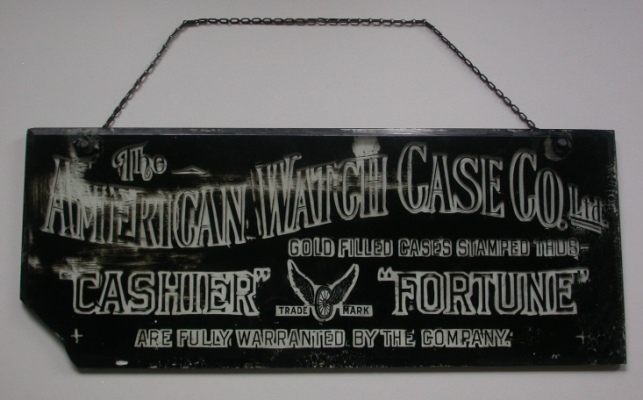 The
AMERICAN WATCH CASE CO. Ltd.
GOLD FILLED CASES STAMPED THUS-
"CASHIER" "FORTUNE"
TRADE MARK
ARE FULLY WARRANTED BY THE COMPANY.